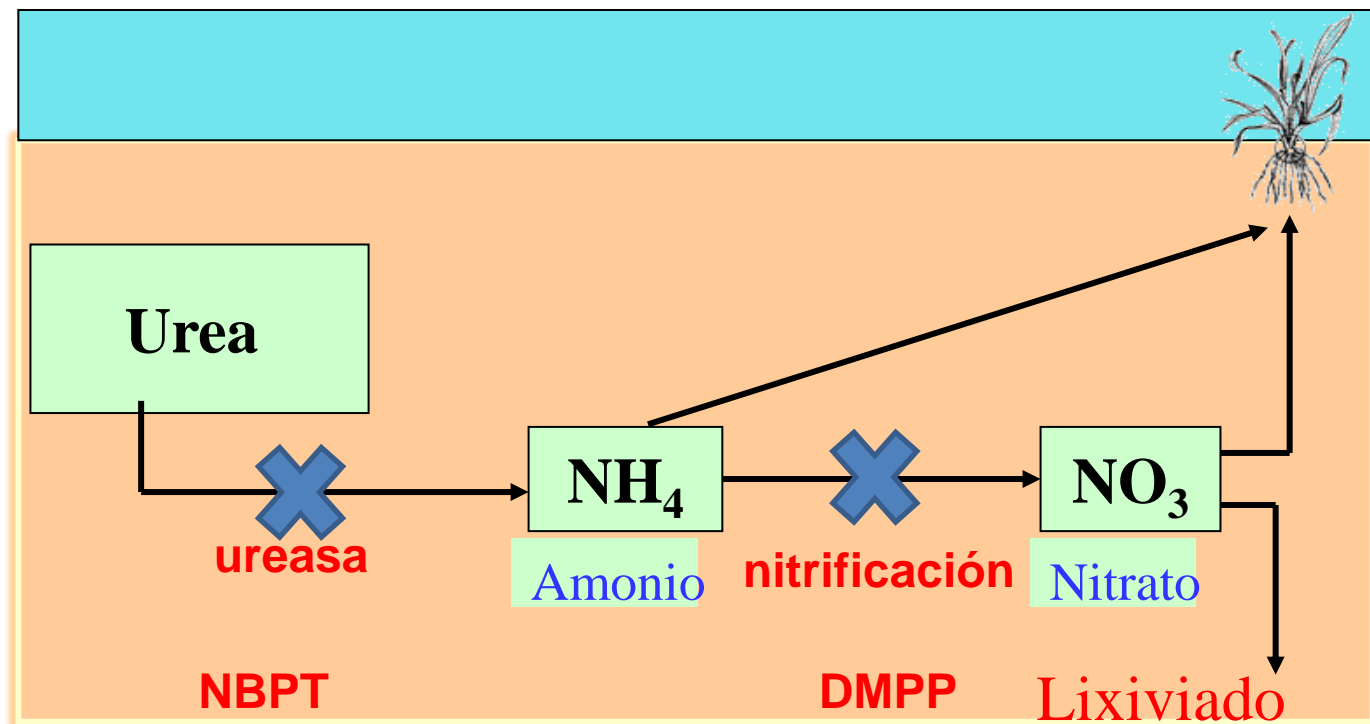 Urea
NH₄
NO₃
ureasa
Amonio
nitrificación
Nitrato
NBPT
DMPP
Lixiviado